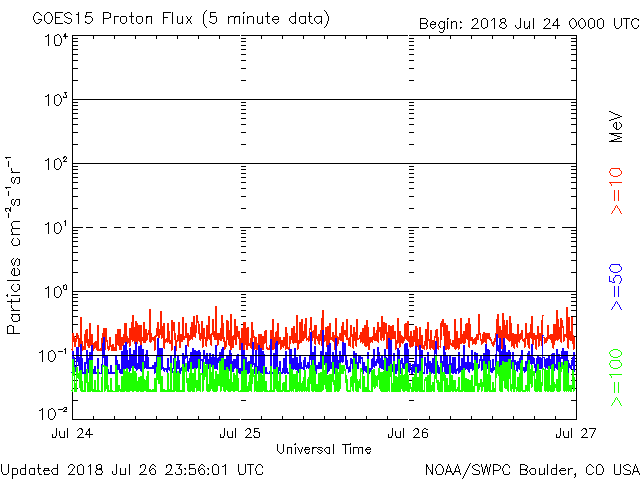 GOES15 Proton Flux (5 minute data)
Begin: 2018 Jul 24 0000 UTC
10⁴
10³
10²
10¹
10⁰
10⁻¹
10⁻²
Particles cm⁻²s⁻¹sr⁻¹
MeV
>=10
>=50
>=100
Jul 24
Jul 25
Jul 26
Jul 27
Universal Time
Updated 2018 Jul 26 23:56:01 UTC
NOAA/SWPC Boulder, CO USA